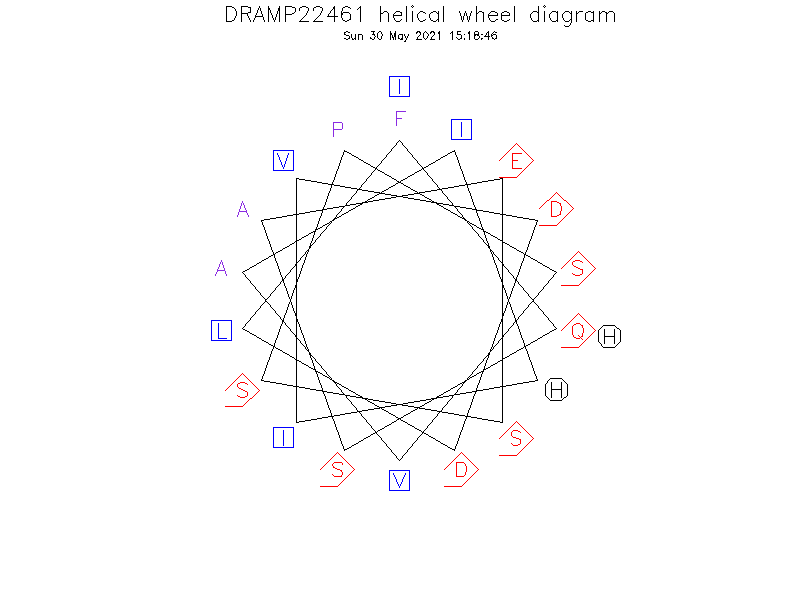 DRAMP22461 helical wheel diagram
Sun 30 May 2021 15:18:46
I
P F I
V E
A D
A S
L Q H
S H
I S
S V D